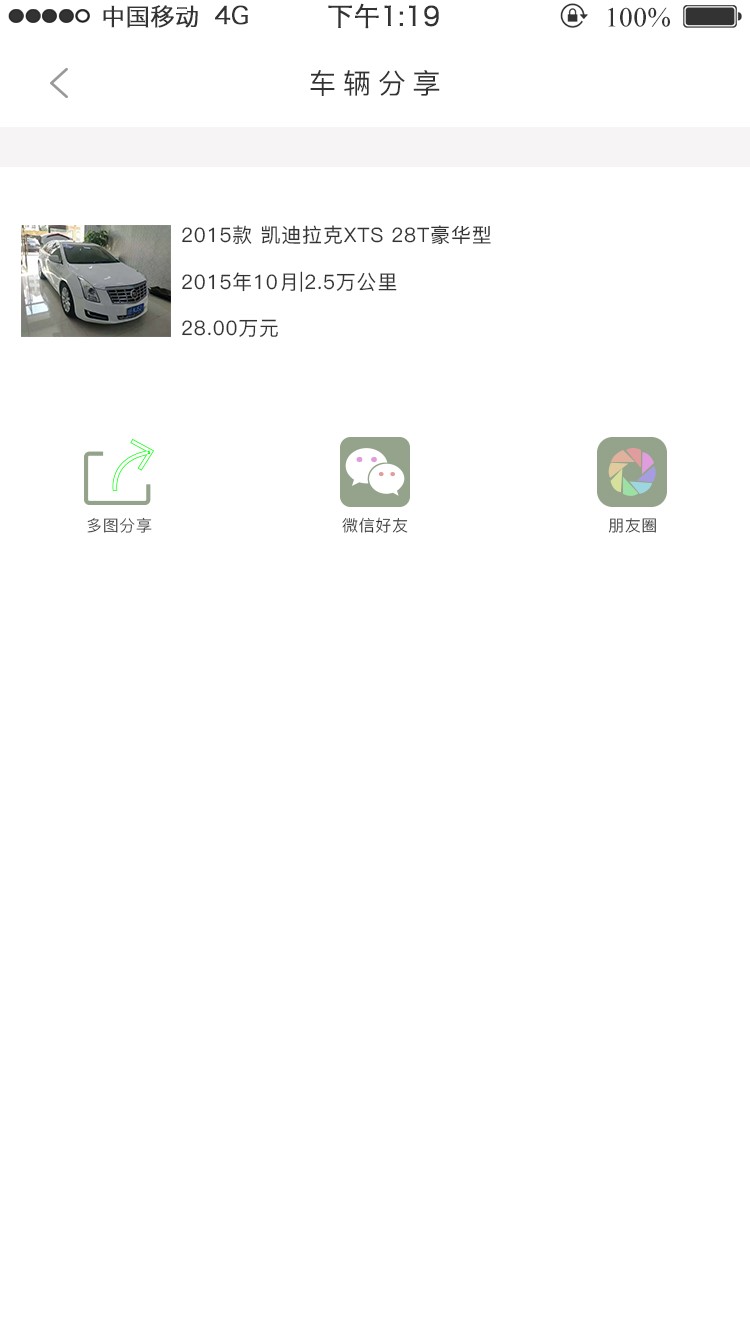 中国移动 4G 下午1:19 100%
车辆分享
2015款 凯迪拉克XTS 28T豪华型
2015年10月|2.5万公里
28.00万元
多图分享 微信好友 朋友圈